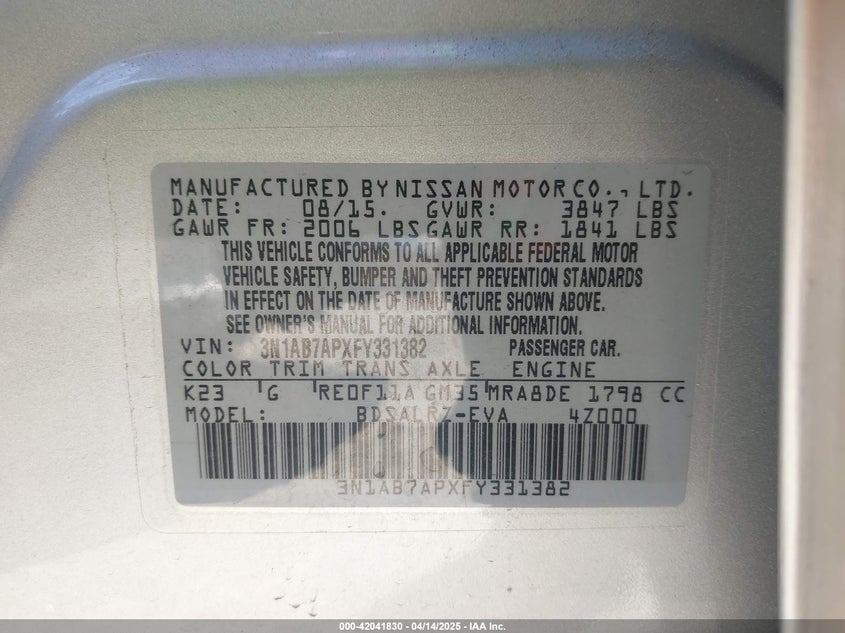 MANUFACTURED BY NISSAN MOTOR CO., LTD.
DATE: 08/15. GVWR: 3847 LBS
GAWR FR: 2006 LBS GAWR RR: 1841 LBS
THIS VEHICLE CONFORMS TO ALL APPLICABLE FEDERAL MOTOR
VEHICLE SAFETY, BUMPER AND THEFT PREVENTION STANDARDS
IN EFFECT ON THE DATE OF MANUFACTURE SHOWN ABOVE.
SEE OWNER'S MANUAL FOR ADDITIONAL INFORMATION.
VIN: 3N1AB7APXFY331382 PASSENGER CAR.
COLOR TRIM TRANS AXLE ENGINE
K23 G RE0F11A GM35 MRA8DE 1798 CC
MODEL: BDSALRZ-EVA 4Z000
3N1AB7APXFY331382
000-42041830 - 04/14/2025 - IAA Inc.